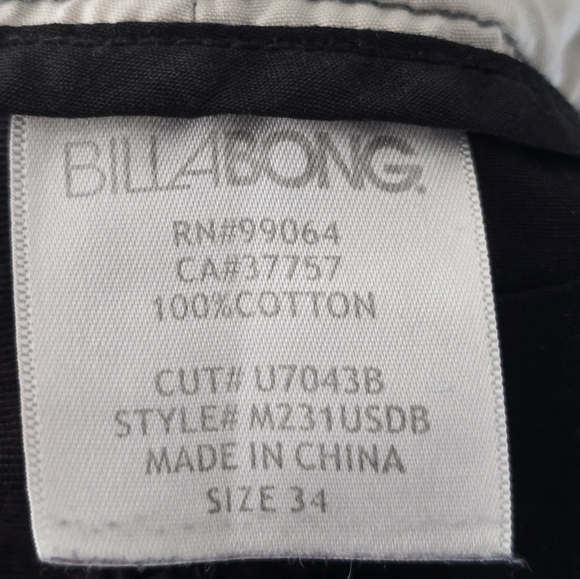 BILLABONG.
RN#99064
CA#37757
100%COTTON
CUT# U7043B
STYLE# M231USDB
MADE IN CHINA
SIZE 34